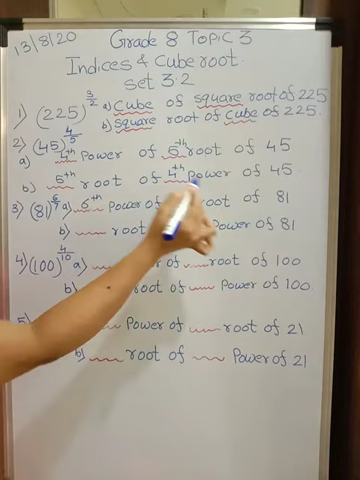 13/8/20 Grade 8 Topic 3
Indices & Cube root.
Set 3.2
1) (225)^3/2 a) Cube of square root of 225
b) Square root of cube of 225.
2) (45)^4/5
a) 4th Power of 5th root of 45
b) 5th root of 4th Power of 45
3) (81)^6/7 a) 6th Power of root of 81
b) root Power of 81
4) (100)^4/10 a) of root of 100
b) root of Power of 100
5)
Power of root of 21
b) root of Power of 21